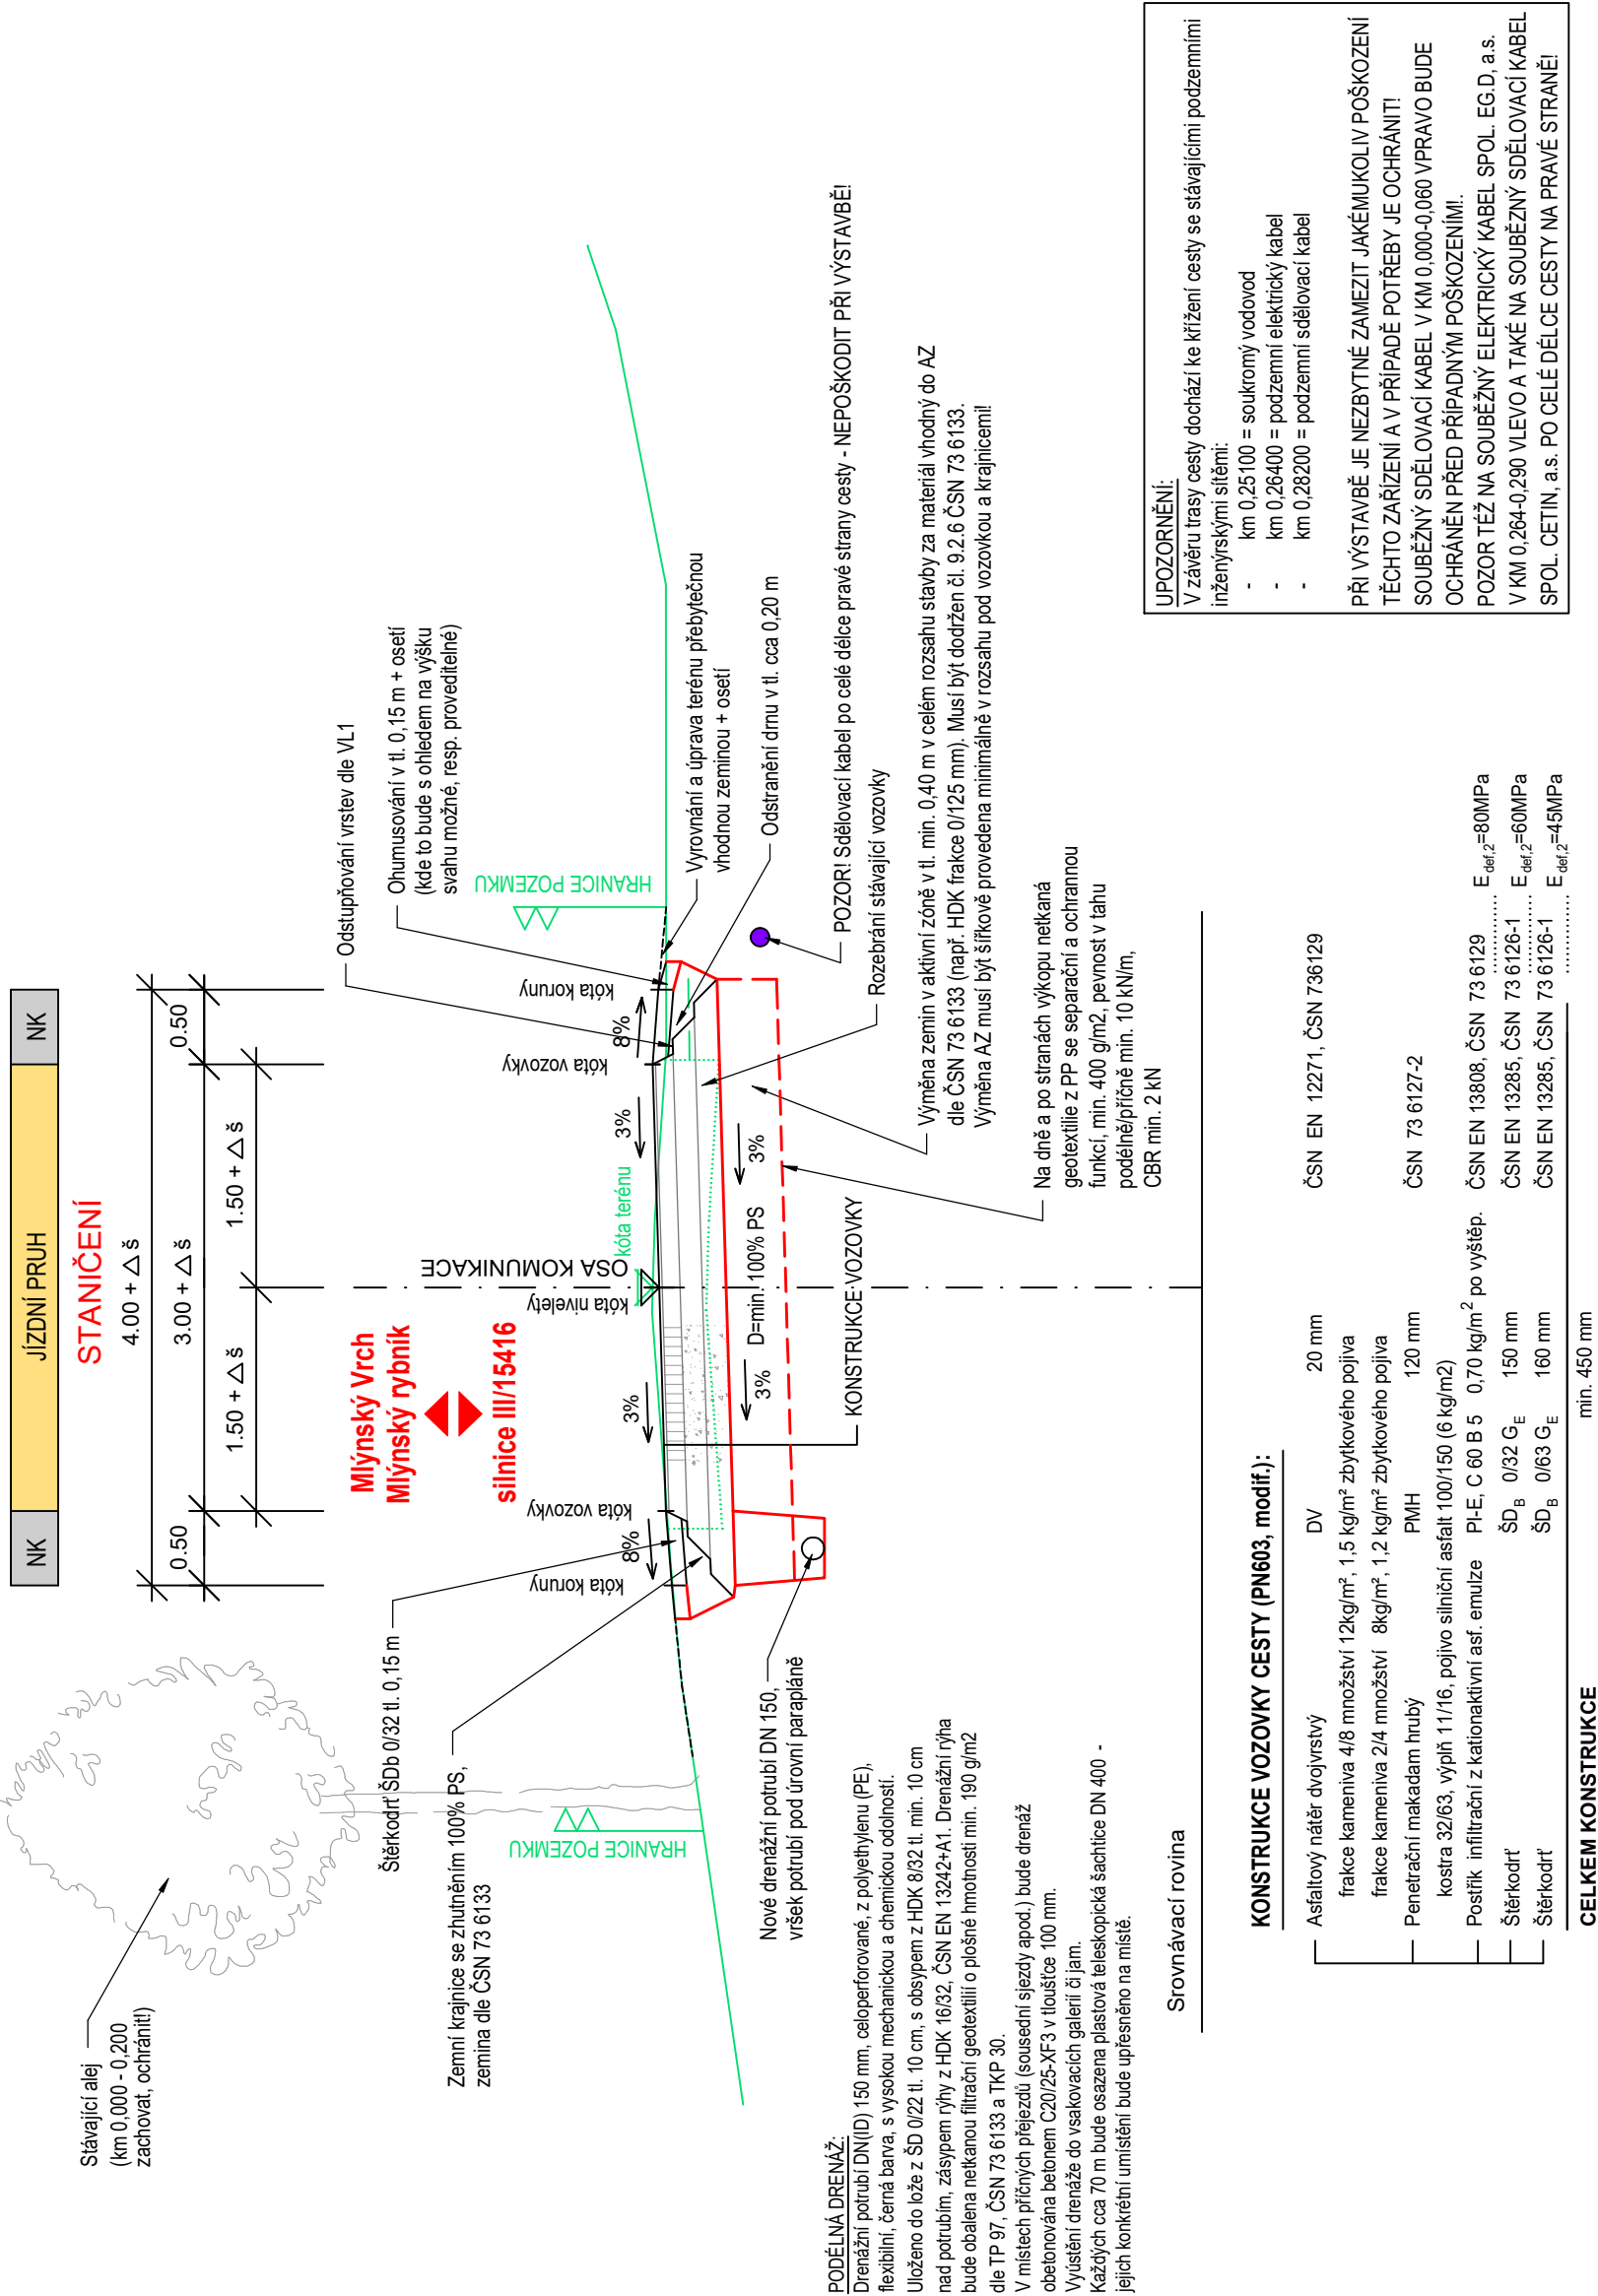 NK
JÍZDNÍ PRUH
NK
STANIČENÍ
4.00 + Δ š
0.50
3.00 + Δ š
0.50
1.50 + Δ š
1.50 + Δ š
Mlýnský Vrch
Mlýnský rybník
silnice III/15416
Stávající alej
(km 0,000 - 0,200
zachovat, ochránit!)
Štěrkodrť ŠDb 0/32 tl. 0,15 m
Zemní krajnice se zhutněním 100% PS,
zemina dle ČSN 73 6133
HRANICE POZEMKU
Nové drenážní potrubí DN 150,
vršek potrubí pod úrovní parapláně
kóta koruny
8%
kóta vozovky
3%
3%
kóta nivelety
OSA KOMUNIKACE
kóta terénu
D=min. 100% PS
KONSTRUKCE VOZOVKY
3%
3%
kóta vozovky
8%
kóta koruny
HRANICE POZEMKU
Odstupňování vrstev dle VL1
Ohumusování v tl. 0,15 m + osetí
(kde to bude s ohledem na výšku
svahu možné, resp. proveditelné)
Vyrovnání a úprava terénu přebytečnou
vhodnou zeminou + osetí
Odstranění drnu v tl. cca 0,20 m
POZOR! Sdělovací kabel po celé délce pravé strany cesty - NEPOŠKODIT PŘI VÝSTAVBĚ!
Rozebrání stávající vozovky
Výměna zemin v aktivní zóně v tl. min. 0,40 m v celém rozsahu stavby za materiál vhodný do AZ
dle ČSN 73 6133 (např. HDK frakce 0/125 mm). Musí být dodržen čl. 9.2.6 ČSN 73 6133.
Výměna AZ musí být šířkově provedena minimálně v rozsahu pod vozovkou a krajnicemi!
Na dně a po stranách výkopu netkaná
geotextilie z PP se separační a ochrannou
funkcí, min. 400 g/m2, pevnost v tahu
podélně/příčně min. 10 kN/m,
CBR min. 2 kN
PODÉLNÁ DRENÁŽ:
Drenážní potrubí DN(ID) 150 mm, celoperforované, z polyethylenu (PE),
flexibilní, černá barva, s vysokou mechanickou a chemickou odolností.
Uloženo do lože z ŠD 0/22 tl. 10 cm, s obsypem z HDK 8/32 tl. min. 10 cm
nad potrubím, zásypem rýhy z HDK 16/32, ČSN EN 13242+A1. Drenážní rýha
bude obalena netkanou filtrační geotextilií o plošné hmotnosti min. 190 g/m2
dle TP 97, ČSN 73 6133 a TKP 30.
V místech příčných přejezdů (sousední sjezdy apod.) bude drenáž
obetonována betonem C20/25-XF3 v tloušťce 100 mm.
Vyústění drenáže do vsakovacích galerií či jam.
Každých cca 70 m bude osazena plastová teleskopická šachtice DN 400 -
jejich konkrétní umístění bude upřesněno na místě.
Srovnávací rovina
KONSTRUKCE VOZOVKY CESTY (PN603, modif.):
Asfaltový nátěr dvojvrstvý DV 20 mm ČSN EN 12271, ČSN 736129
frakce kameniva 4/8 množství 12kg/m², 1,5 kg/m² zbytkového pojiva
frakce kameniva 2/4 množství 8kg/m², 1,2 kg/m² zbytkového pojiva
Penetrační makadam hrubý PMH 120 mm ČSN 73 6127-2
kostra 32/63, výplň 11/16, pojivo silniční asfalt 100/150 (6 kg/m2)
Postřik infiltrační z kationaktivní asf. emulze PI-E, C 60 B 5 0,70 kg/m² po vyštěp. ČSN EN 13808, ČSN 73 6129 ............ Edef,2=80MPa
Štěrkodrť ŠDB 0/32 GE 150 mm ČSN EN 13285, ČSN 73 6126-1 ............ Edef,2=60MPa
Štěrkodrť ŠDB 0/63 GE 160 mm ČSN EN 13285, ČSN 73 6126-1 ............ Edef,2=45MPa
CELKEM KONSTRUKCE min. 450 mm
UPOZORNĚNÍ:
V závěru trasy cesty dochází ke křížení cesty se stávajícími podzemními
inženýrskými sítěmi:
- km 0,25100 = soukromý vodovod
- km 0,26400 = podzemní elektrický kabel
- km 0,28200 = podzemní sdělovací kabel
PŘI VÝSTAVBĚ JE NEZBYTNÉ ZAMEZIT JAKÉMUKOLIV POŠKOZENÍ
TĚCHTO ZAŘÍZENÍ A V PŘÍPADĚ POTŘEBY JE OCHRÁNIT!
SOUBĚŽNÝ SDĚLOVACÍ KABEL V KM 0,000-0,060 VPRAVO BUDE
OCHRÁNĚN PŘED PŘÍPADNÝM POŠKOZENÍM!.
POZOR TÉŽ NA SOUBĚŽNÝ ELEKTRICKÝ KABEL SPOL. EG.D, a.s.
V KM 0,264-0,290 VLEVO A TAKÉ NA SOUBĚŽNÝ SDĚLOVACÍ KABEL
SPOL. CETIN, a.s. PO CELÉ DÉLCE CESTY NA PRAVÉ STRANĚ!